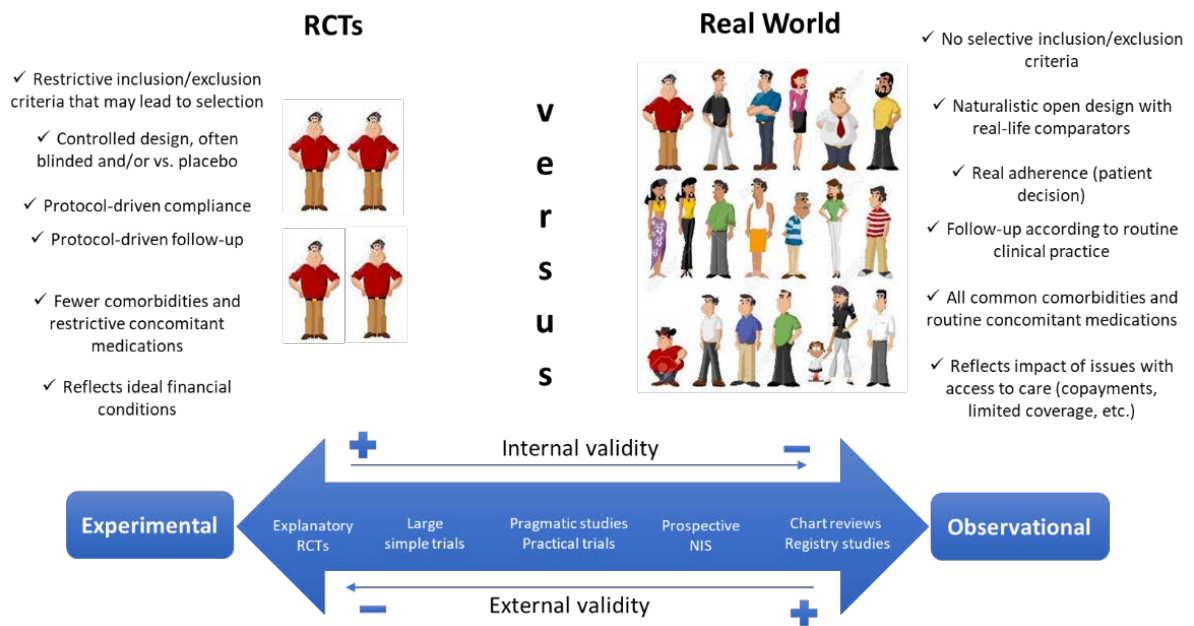 RCTs
✓ Restrictive inclusion/exclusion
criteria that may lead to selection
✓ Controlled design, often
blinded and/or vs. placebo
✓ Protocol-driven compliance
✓ Protocol-driven follow-up
✓ Fewer comorbidities and
restrictive concomitant
medications
✓ Reflects ideal financial
conditions
versus
Real World
✓ No selective inclusion/exclusion
criteria
✓ Naturalistic open design with
real-life comparators
✓ Real adherence (patient
decision)
✓ Follow-up according to routine
clinical practice
✓ All common comorbidities and
routine concomitant medications
✓ Reflects impact of issues with
access to care (copayments,
limited coverage, etc.)
+ Internal validity −
Experimental
Explanatory
RCTs
Large
simple trials
Pragmatic studies
Practical trials
Prospective
NIS
Chart reviews
Registry studies
Observational
− External validity +